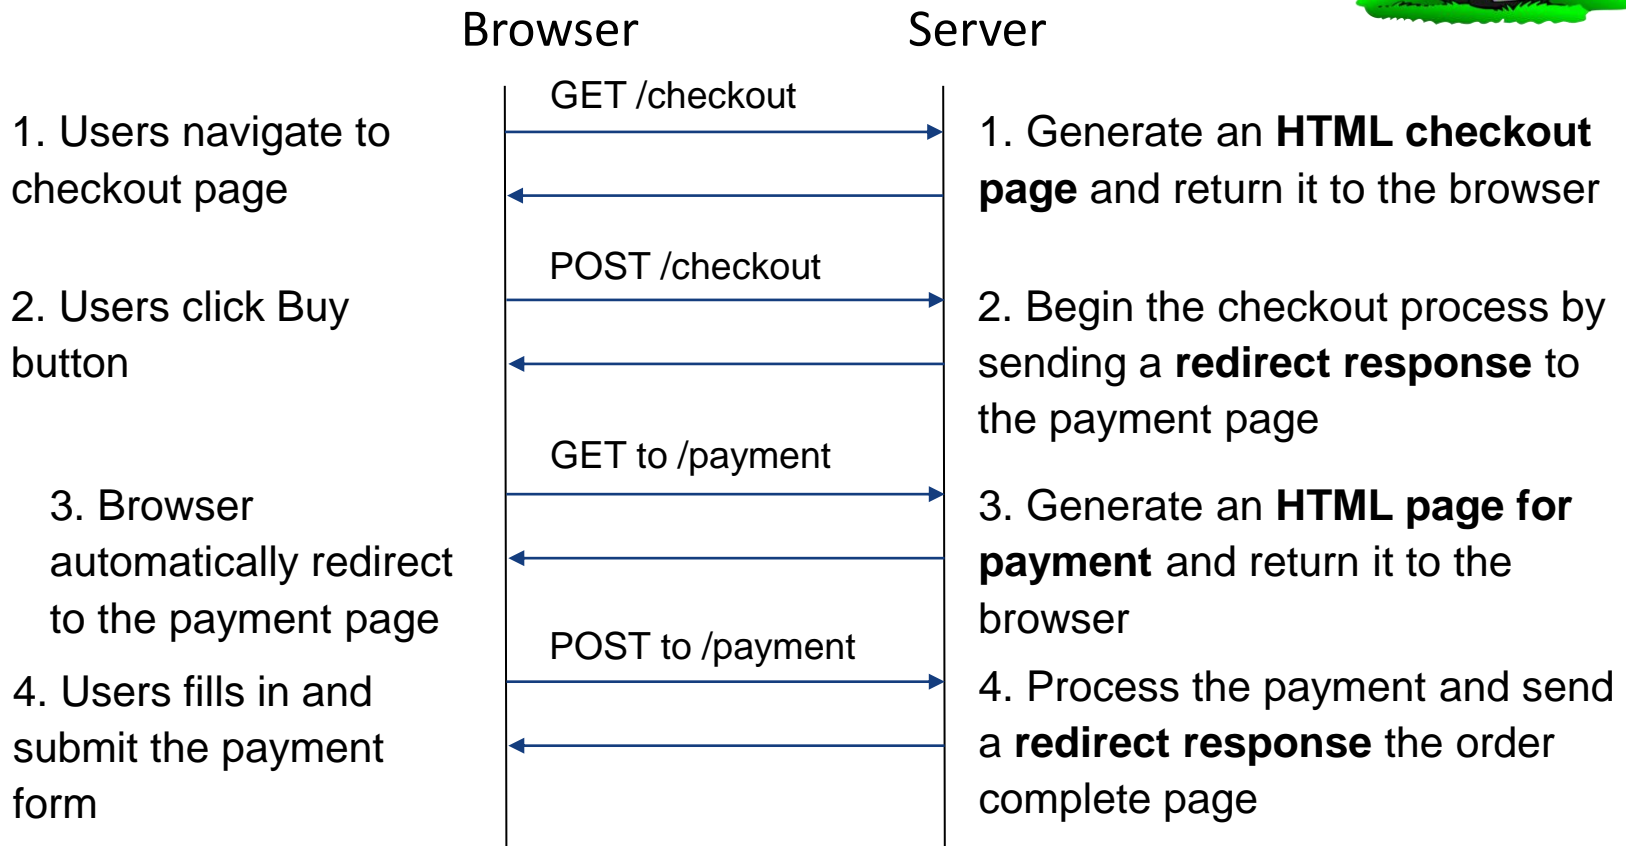 Browser
Server
GET /checkout
1. Users navigate to
checkout page
1. Generate an HTML checkout
page and return it to the browser
POST /checkout
2. Users click Buy
button
2. Begin the checkout process by
sending a redirect response to
the payment page
GET to /payment
3. Browser
automatically redirect
to the payment page
3. Generate an HTML page for
payment and return it to the
browser
POST to /payment
4. Users fills in and
submit the payment
form
4. Process the payment and send
a redirect response the order
complete page